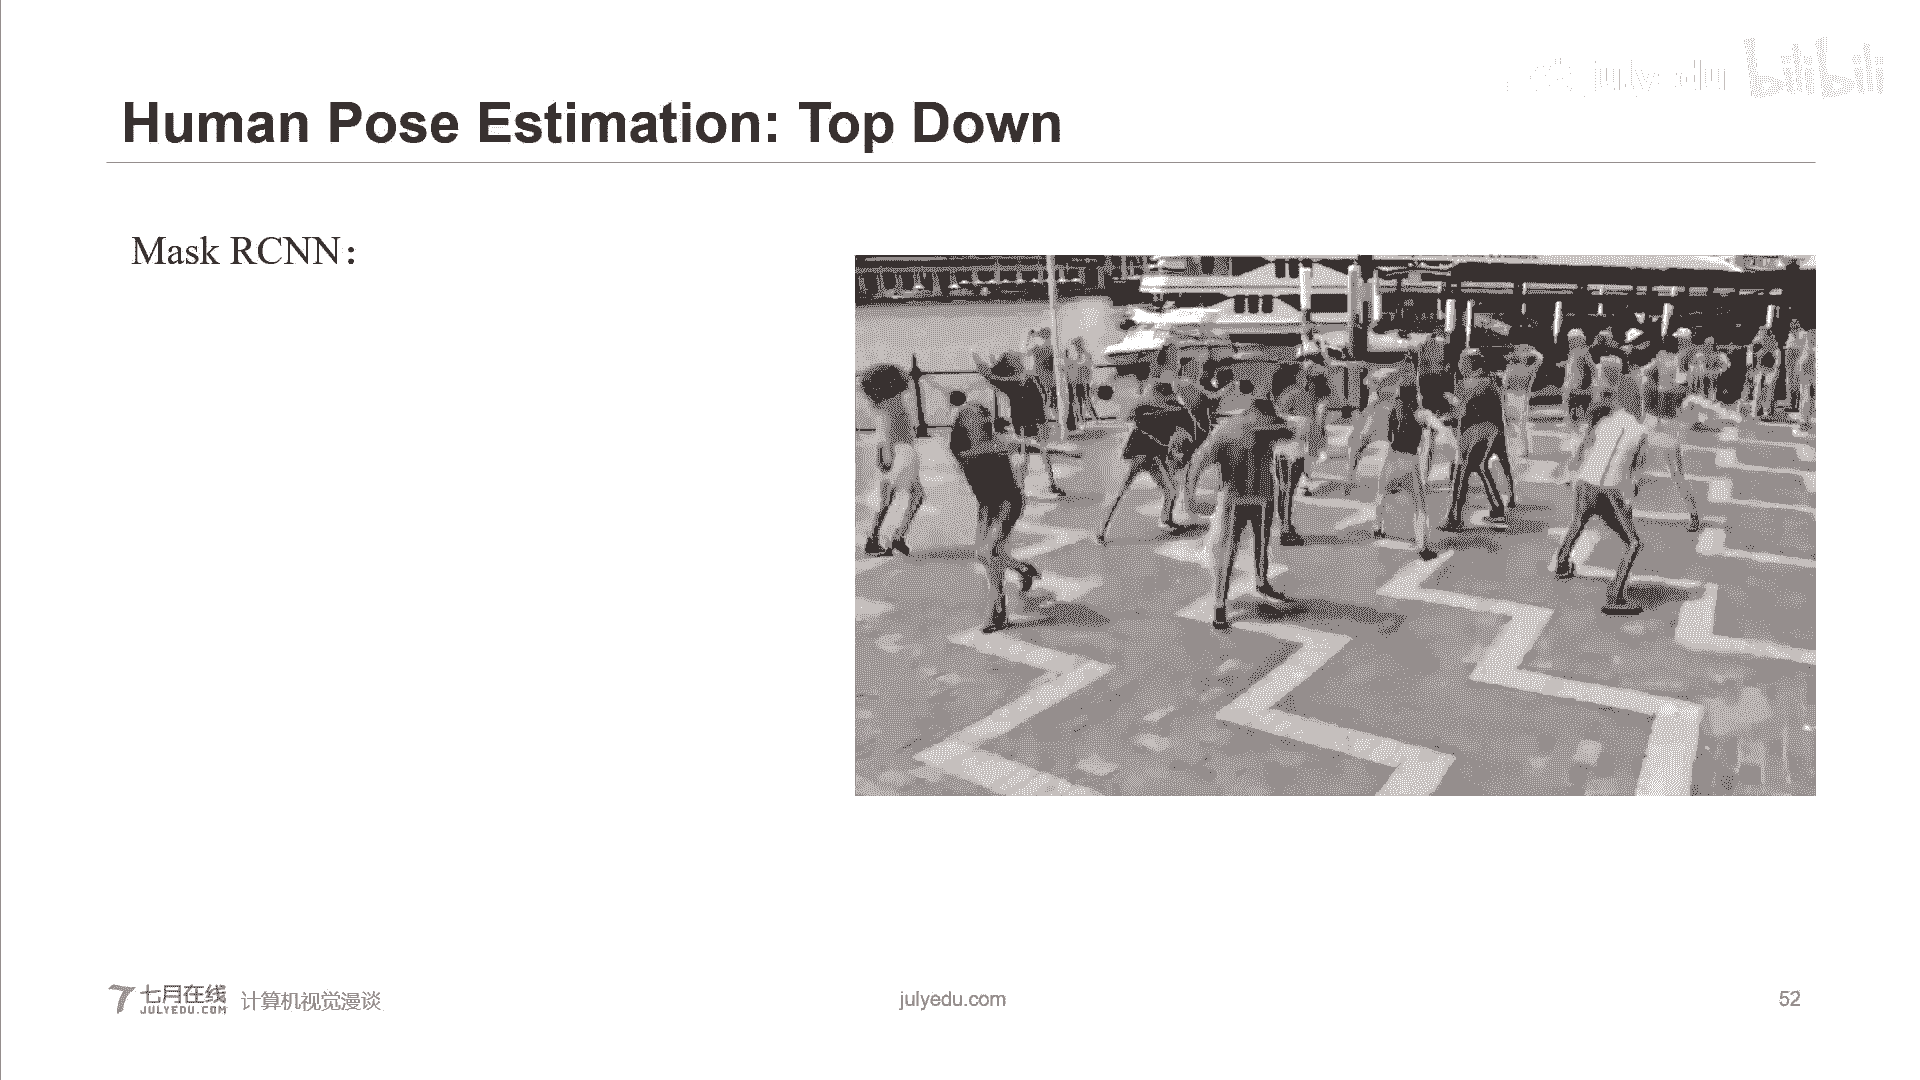 julyedu bilibili
Human Pose Estimation: Top Down
Mask RCNN：
七月在线
JULYEDU.COM
计算机视觉漫谈
julyedu.com
52